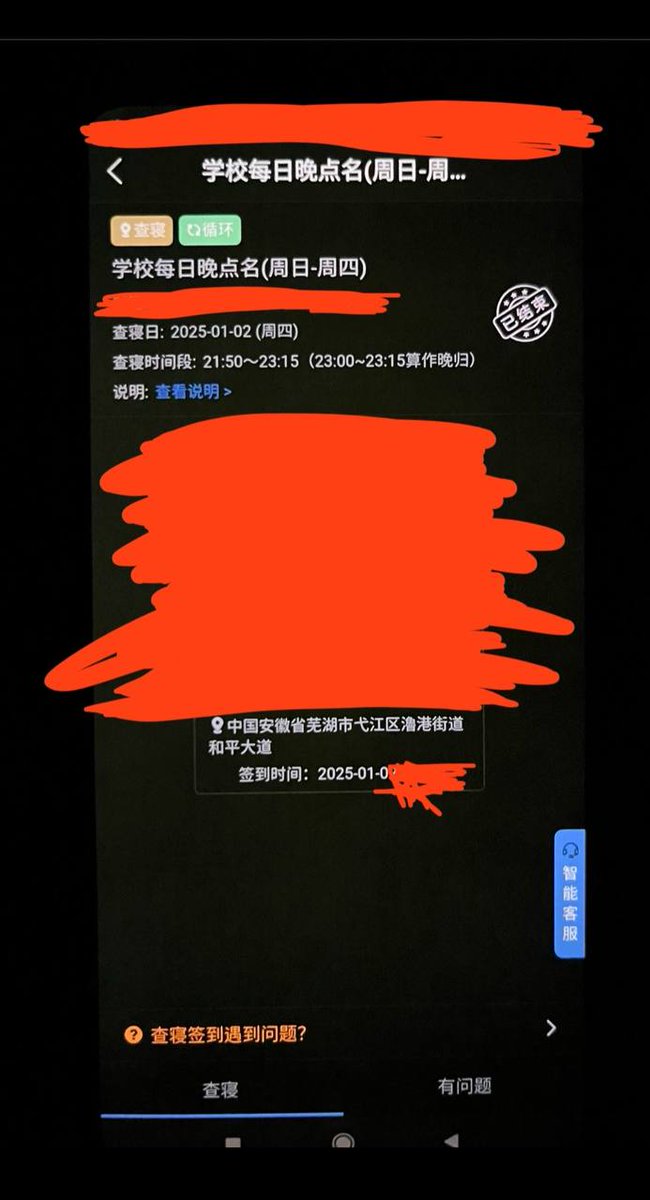 学校每日晚点名(周日-周...
查寝
循环
学校每日晚点名(周日-周四)
已结束
查寝日: 2025-01-02 (周四)
查寝时间段: 21:50～23:15（23:00~23:15算作晚归）
说明: 查看说明 >
中国安徽省芜湖市弋江区澛港街道
和平大道
签到时间：2025-01-0
智能客服
? 查寝签到遇到问题?
查寝
有问题